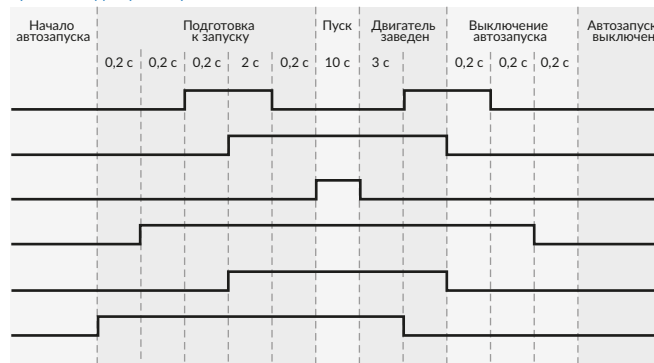 Начало
автозапуска
Подготовка
к запуску
Пуск
Двигатель
заведен
Выключение
автозапуска
Автозапуск
выключен
0,2 с 0,2 с 0,2 с 2 с 0,2 с 10 с 3 с 0,2 с 0,2 с 0,2 с